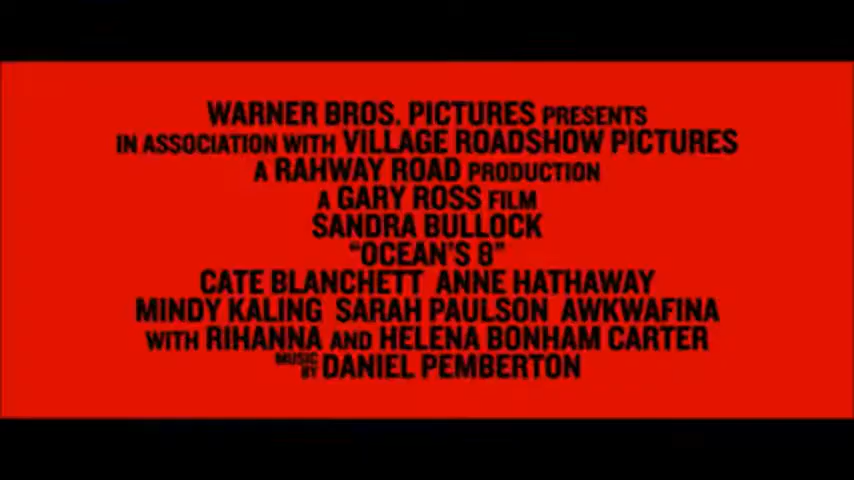 WARNER BROS. PICTURES PRESENTS
IN ASSOCIATION WITH VILLAGE ROADSHOW PICTURES
A RAHWAY ROAD PRODUCTION
A GARY ROSS FILM
SANDRA BULLOCK
"OCEAN'S 8"
CATE BLANCHETT ANNE HATHAWAY
MINDY KALING SARAH PAULSON AWKWAFINA
WITH RIHANNA AND HELENA BONHAM CARTER
MUSIC BY DANIEL PEMBERTON